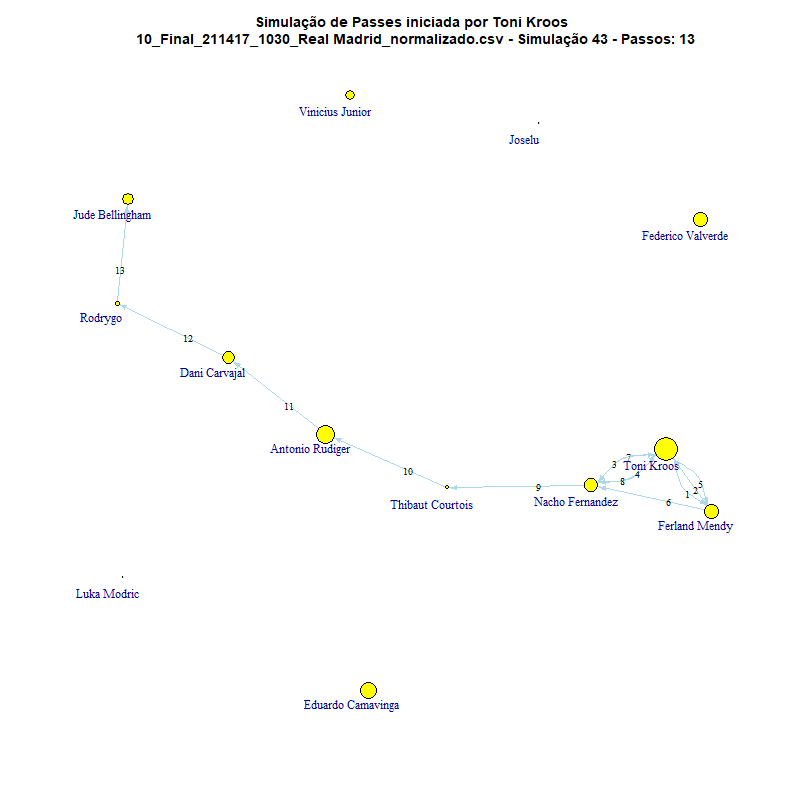 Simulação de Passes iniciada por Toni Kroos
10_Final_211417_1030_Real Madrid_normalizado.csv - Simulação 43 - Passos: 13
Vinicius Junior
Joselu
Jude Bellingham
Federico Valverde
13
Rodrygo
12
Dani Carvajal
11
Antonio Rudiger
7
3
Toni Kroos
10
4
5
8
9
2
1
Thibaut Courtois
Nacho Fernandez
6
Ferland Mendy
Luka Modric
Eduardo Camavinga